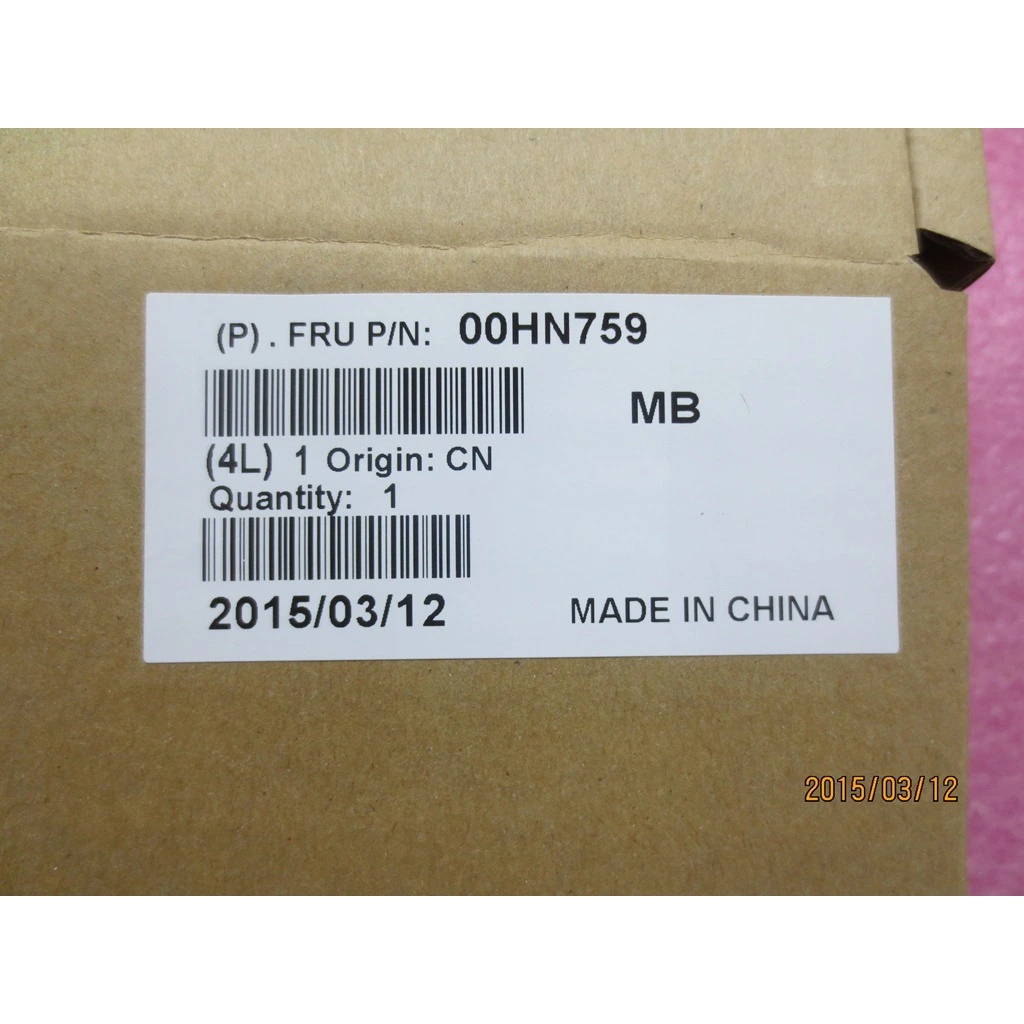 (P) . FRU P/N: 00HN759
MB
(4L) 1 Origin: CN
Quantity: 1
2015/03/12
MADE IN CHINA
2015/03/12